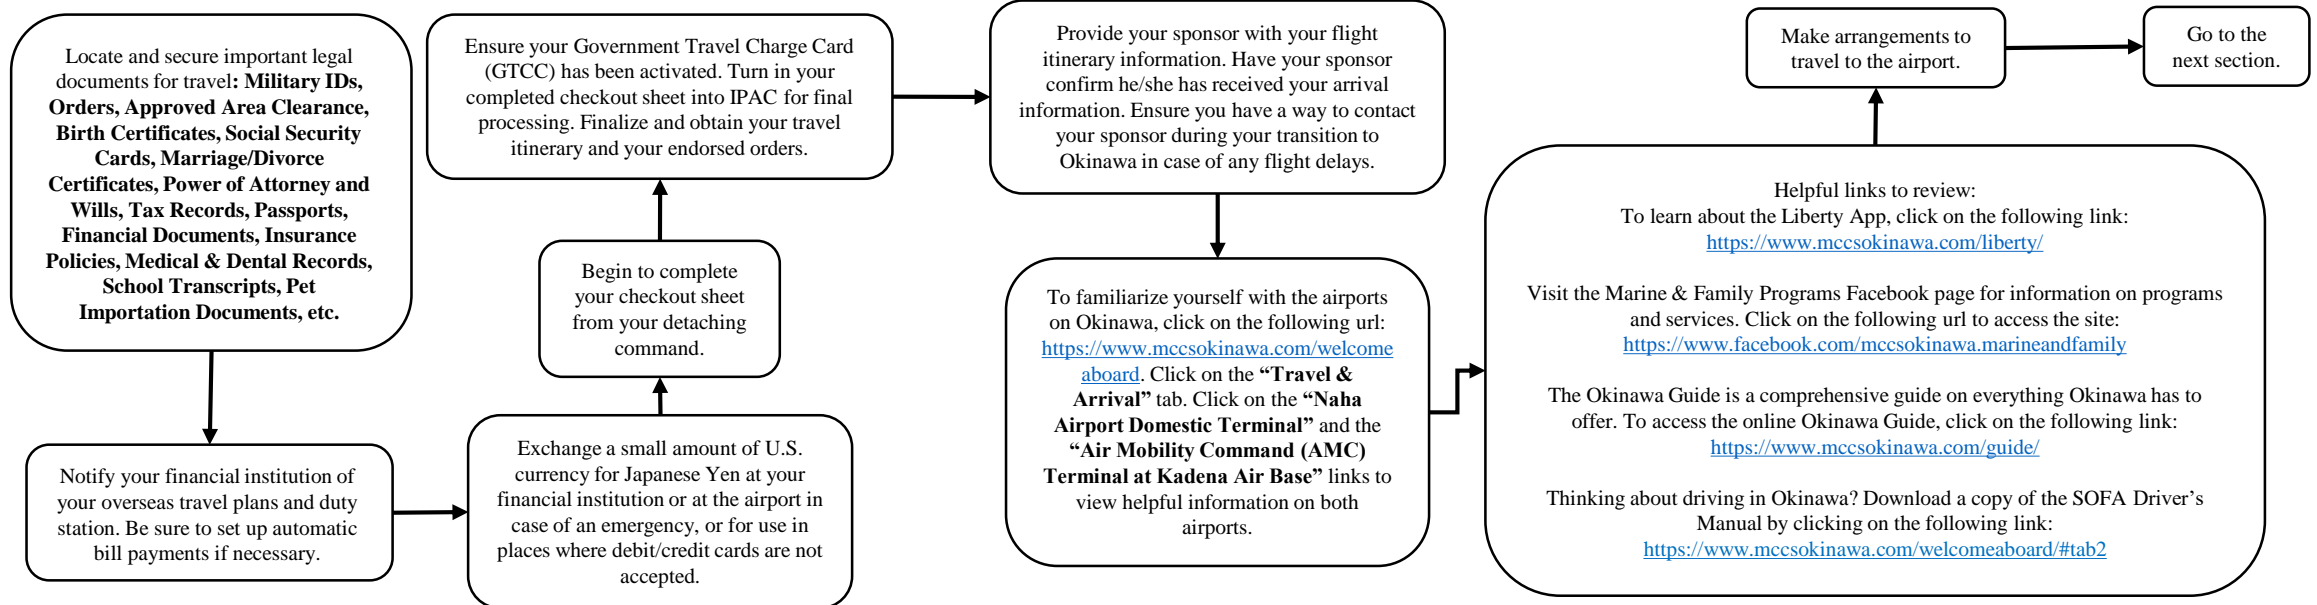 Locate and secure important legal
documents for travel: Military IDs,
Orders, Approved Area Clearance,
Birth Certificates, Social Security
Cards, Marriage/Divorce
Certificates, Power of Attorney and
Wills, Tax Records, Passports,
Financial Documents, Insurance
Policies, Medical & Dental Records,
School Transcripts, Pet
Importation Documents, etc.
Notify your financial institution of
your overseas travel plans and duty
station. Be sure to set up automatic
bill payments if necessary.
Exchange a small amount of U.S.
currency for Japanese Yen at your
financial institution or at the airport in
case of an emergency, or for use in
places where debit/credit cards are not
accepted.
Begin to complete
your checkout sheet
from your detaching
command.
Ensure your Government Travel Charge Card
(GTCC) has been activated. Turn in your
completed checkout sheet into IPAC for final
processing. Finalize and obtain your travel
itinerary and your endorsed orders.
Provide your sponsor with your flight
itinerary information. Have your sponsor
confirm he/she has received your arrival
information. Ensure you have a way to contact
your sponsor during your transition to
Okinawa in case of any flight delays.
To familiarize yourself with the airports
on Okinawa, click on the following url:
https://www.mccsokinawa.com/welcome
aboard. Click on the “Travel &
Arrival” tab. Click on the “Naha
Airport Domestic Terminal” and the
“Air Mobility Command (AMC)
Terminal at Kadena Air Base” links to
view helpful information on both
airports.
Helpful links to review:
To learn about the Liberty App, click on the following link:
https://www.mccsokinawa.com/liberty/
Visit the Marine & Family Programs Facebook page for information on programs
and services. Click on the following url to access the site:
https://www.facebook.com/mccsokinawa.marineandfamily
The Okinawa Guide is a comprehensive guide on everything Okinawa has to
offer. To access the online Okinawa Guide, click on the following link:
https://www.mccsokinawa.com/guide/
Thinking about driving in Okinawa? Download a copy of the SOFA Driver’s
Manual by clicking on the following link:
https://www.mccsokinawa.com/welcomeaboard/#tab2
Make arrangements to
travel to the airport.
Go to the
next section.